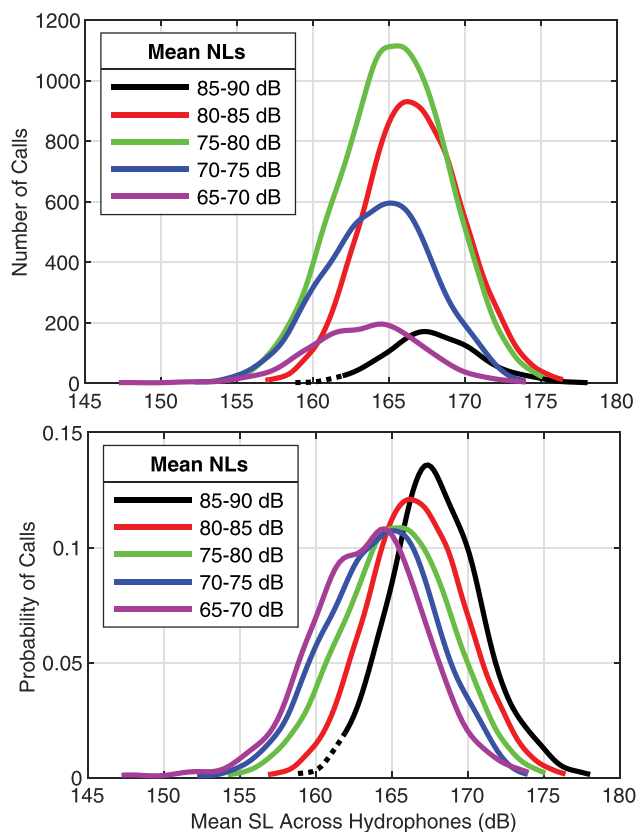 1200
1000
800
600
400
200
0
Number of Calls
Mean NLs
85-90 dB
80-85 dB
75-80 dB
70-75 dB
65-70 dB
145 150 155 160 165 170 175 180
0.15
0.1
0.05
0
Probability of Calls
Mean NLs
85-90 dB
80-85 dB
75-80 dB
70-75 dB
65-70 dB
145 150 155 160 165 170 175 180
Mean SL Across Hydrophones (dB)